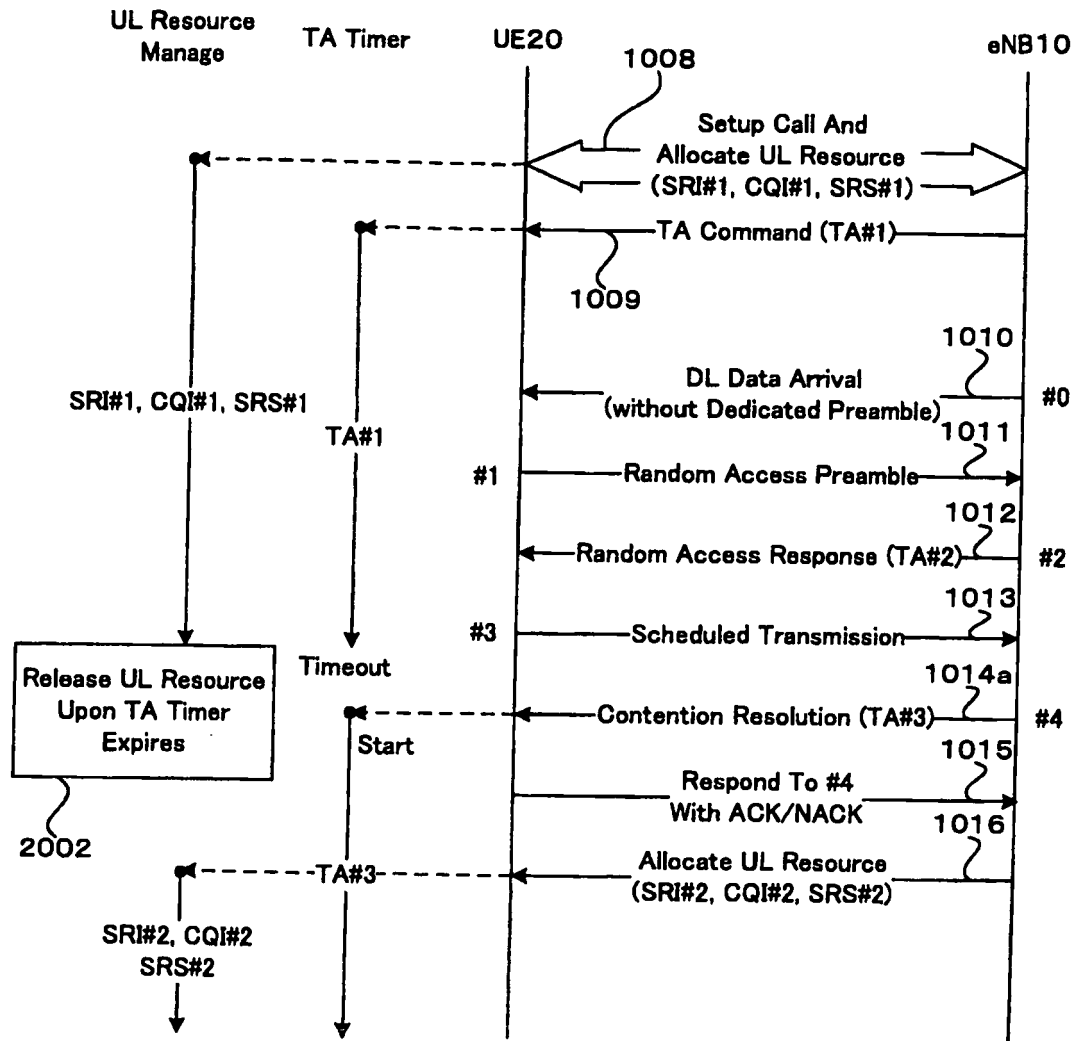 UL Resource
Manage
TA Timer
UE20
eNB10
1008
Setup Call And
Allocate UL Resource
(SRI#1, CQI#1, SRS#1)
TA Command (TA#1)
1009
1010
DL Data Arrival
(without Dedicated Preamble)
#0
SRI#1, CQI#1, SRS#1
TA#1
1011
#1
Random Access Preamble
1012
Random Access Response (TA#2)
#2
1013
#3
Scheduled Transmission
Timeout
Release UL Resource
Upon TA Timer
Expires
1014a
Contention Resolution (TA#3)
#4
Start
1015
Respond To #4
With ACK/NACK
2002
1016
TA#3
Allocate UL Resource
(SRI#2, CQI#2, SRS#2)
SRI#2, CQI#2
SRS#2